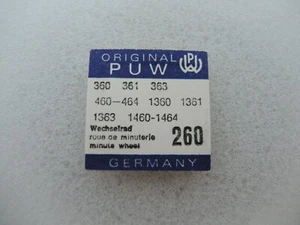 ORIGINAL
PUW PUW
360 361 363
460-464 1360 1361
1363 1460-1464
Wechselrad
roue de minuterie
minute wheel 260
GERMANY